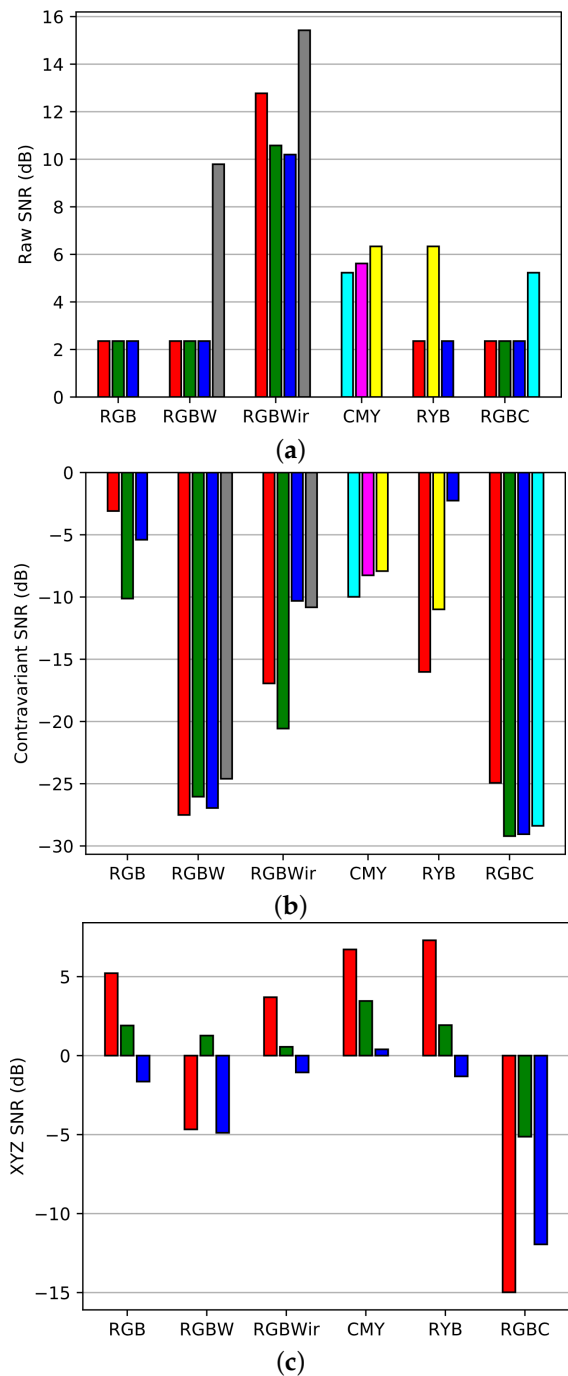 16
14
12
10
8
6
4
2
0
Raw SNR (dB)
RGB RGBW RGBWir CMY RYB RGBC
(a)
0
−5
−10
−15
−20
−25
−30
Contravariant SNR (dB)
RGB RGBW RGBWir CMY RYB RGBC
(b)
5
0
−5
−10
−15
XYZ SNR (dB)
RGB RGBW RGBWir CMY RYB RGBC
(c)